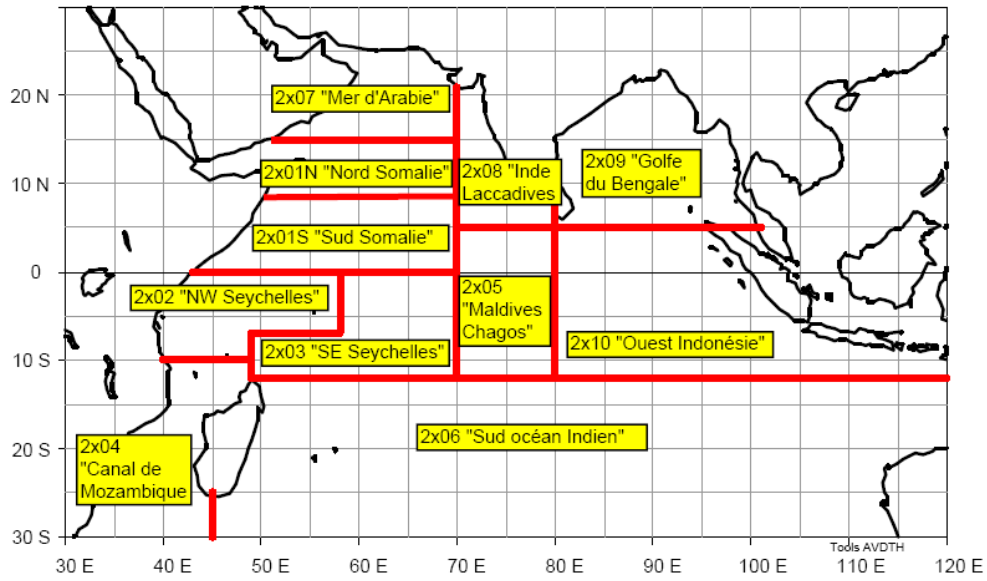 20 N
10 N
0
10 S
20 S
30 S
2x07 "Mer d'Arabie"
2x01N "Nord Somalie"
2x08 "Inde
Laccadives
2x09 "Golfe
du Bengale"
2x01S "Sud Somalie"
2x02 "NW Seychelles"
2x05
"Maldives
Chagos"
2x03 "SE Seychelles"
2x10 "Ouest Indonésie"
2x04
"Canal de
Mozambique
2x06 "Sud océan Indien"
Tools AVDTH
30 E 40 E 50 E 60 E 70 E 80 E 90 E 100 E 110 E 120 E